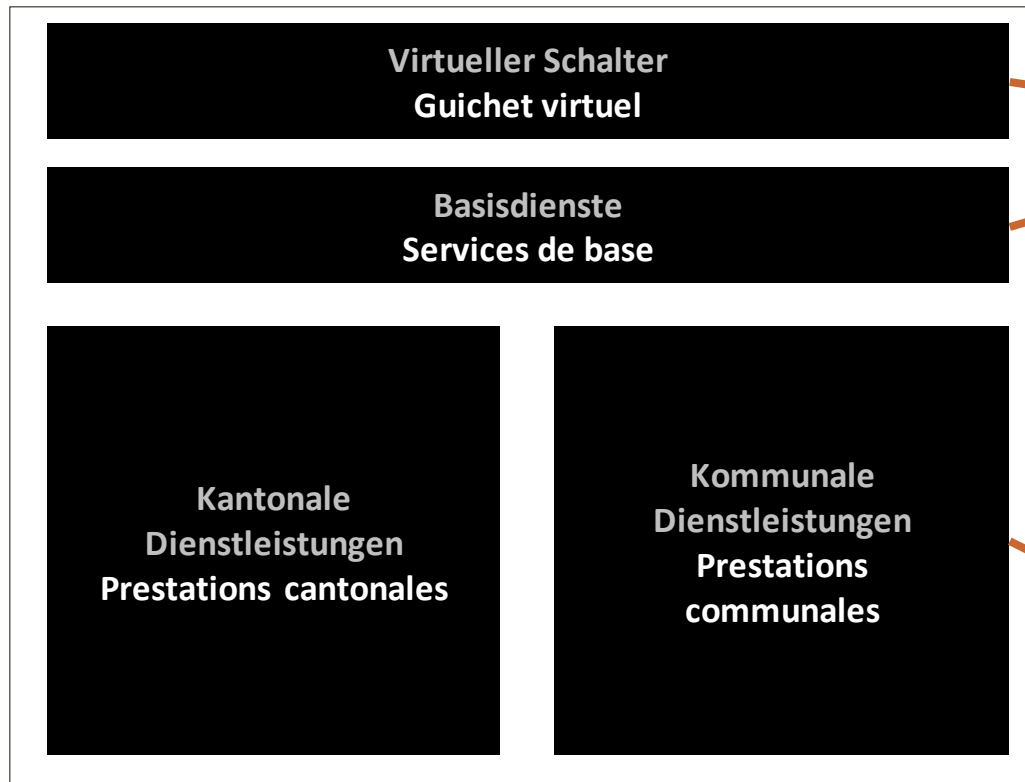 Virtueller Schalter
Guichet virtuel
Basisdienste
Services de base
Kantonale
Dienstleistungen
Prestations cantonales
Kommunale
Dienstleistungen
Prestations
communales